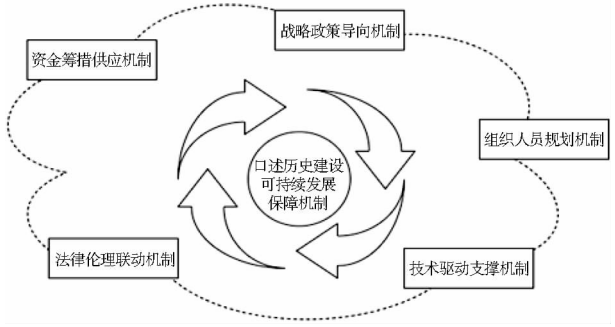 战略政策导向机制
资金筹措供应机制
组织人员规划机制
口述历史建设
可持续发展
保障机制
法律伦理联动机制
技术驱动支撑机制